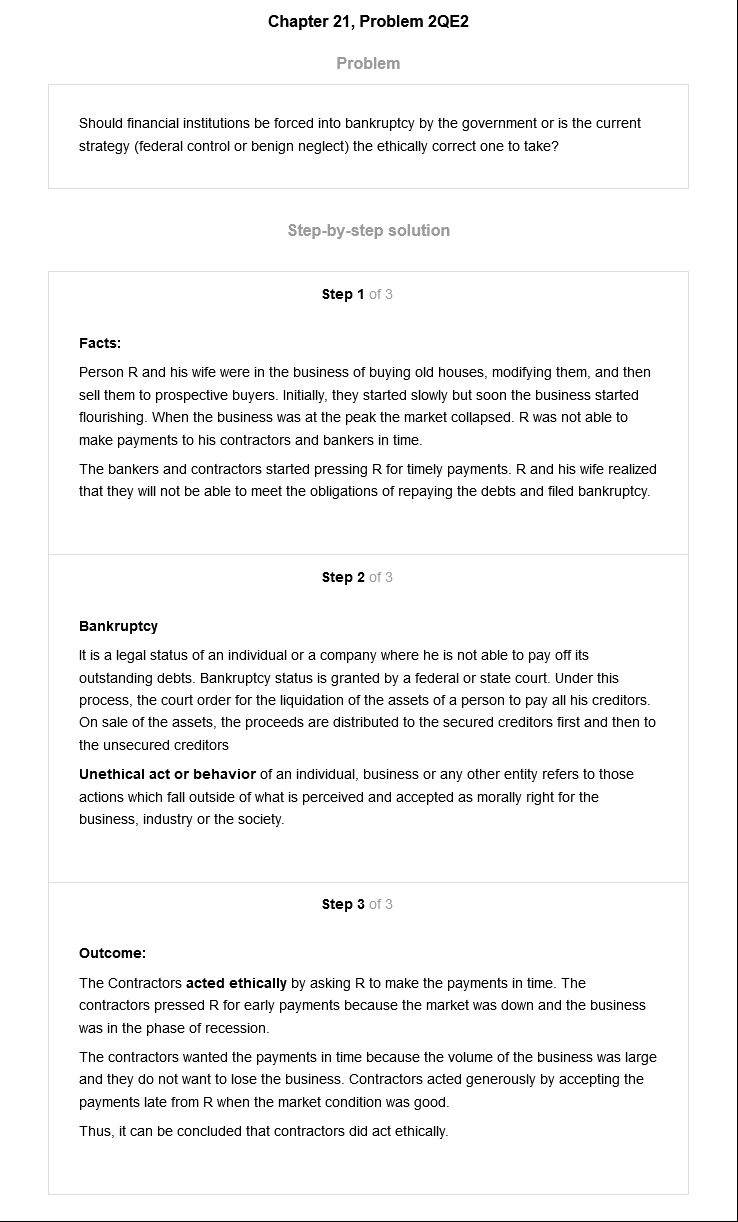 Chapter 21, Problem 2QE2
Problem
Should financial institutions be forced into bankruptcy by the government or is the current
strategy (federal control or benign neglect) the ethically correct one to take?
Step-by-step solution
Step 1 of 3
Facts:
Person R and his wife were in the business of buying old houses, modifying them, and then
sell them to prospective buyers. Initially, they started slowly but soon the business started
flourishing. When the business was at the peak the market collapsed. R was not able to
make payments to his contractors and bankers in time.
The bankers and contractors started pressing R for timely payments. R and his wife realized
that they will not be able to meet the obligations of repaying the debts and filed bankruptcy.
Step 2 of 3
Bankruptcy
It is a legal status of an individual or a company where he is not able to pay off its
outstanding debts. Bankruptcy status is granted by a federal or state court. Under this
process, the court order for the liquidation of the assets of a person to pay all his creditors.
On sale of the assets, the proceeds are distributed to the secured creditors first and then to
the unsecured creditors
Unethical act or behavior of an individual, business or any other entity refers to those
actions which fall outside of what is perceived and accepted as morally right for the
business, industry or the society.
Step 3 of 3
Outcome:
The Contractors acted ethically by asking R to make the payments in time. The
contractors pressed R for early payments because the market was down and the business
was in the phase of recession.
The contractors wanted the payments in time because the volume of the business was large
and they do not want to lose the business. Contractors acted generously by accepting the
payments late from R when the market condition was good.
Thus, it can be concluded that contractors did act ethically.